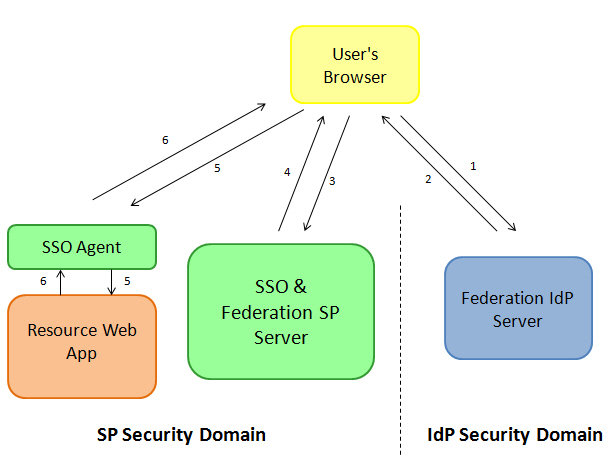 User's
Browser
6
5
4
3
2
1
SSO Agent
6
5
Resource Web
App
SSO &
Federation SP
Server
Federation IdP
Server
SP Security Domain
IdP Security Domain